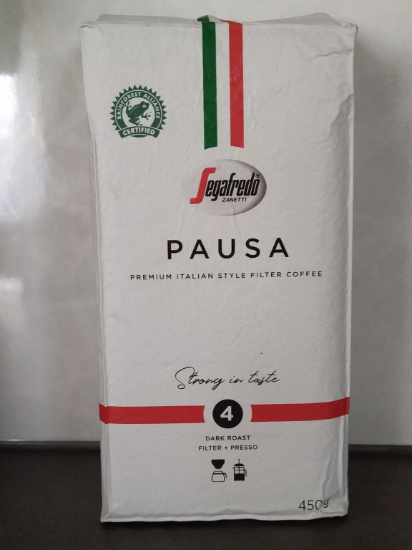 RAINFOREST ALLIANCE
CERTIFIED
Segafredo
ZANETTI
PAUSA
PREMIUM ITALIAN STYLE FILTER COFFEE
Strong in taste
4
DARK ROAST
FILTER + PRESSO
450g